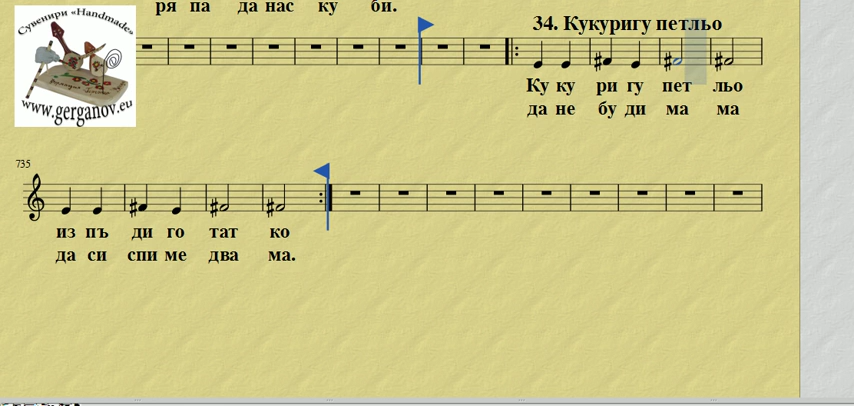 ря па да нас ку би.
Сувенири «Handmade»
www.gerganov.eu
34. Кукуригу петльо
Ку ку ри гу пет льо
да не бу ди ма ма
735
из пъ ди го тат ко
да си спи ме два ма.